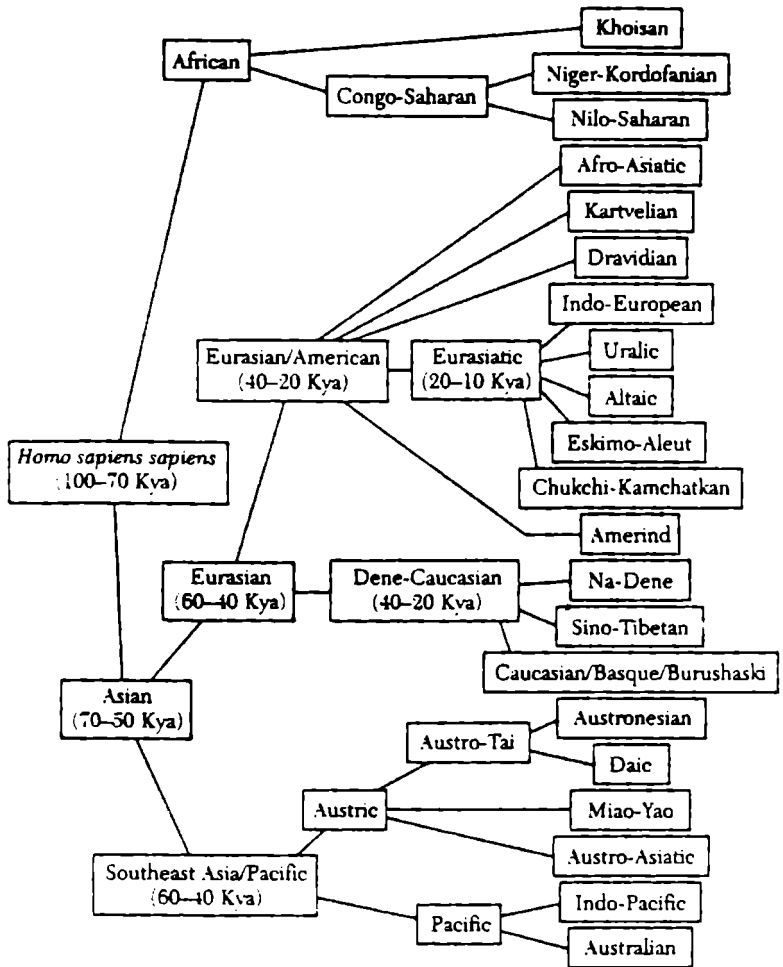 Khoisan
African
Niger-Kordofanian
Congo-Saharan
Nilo-Saharan
Afro-Asiatic
Kartvelian
Dravidian
Indo-European
Eurasian/American
(40–20 Kya)
Eurasiatic
(20–10 Kya)
Uralic
Altaic
Eskimo-Aleut
Homo sapiens sapiens
(100–70 Kya)
Chukchi-Kamchatkan
Amerind
Eurasian
(60–40 Kya)
Dene-Caucasian
(40–20 Kya)
Na-Dene
Sino-Tibetan
Caucasian/Basque/Burushaski
Asian
(70–50 Kya)
Austronesian
Austro-Tai
Daic
Austric
Miao-Yao
Austro-Asiatic
Southeast Asia/Pacific
(60–40 Kya)
Indo-Pacific
Pacific
Australian